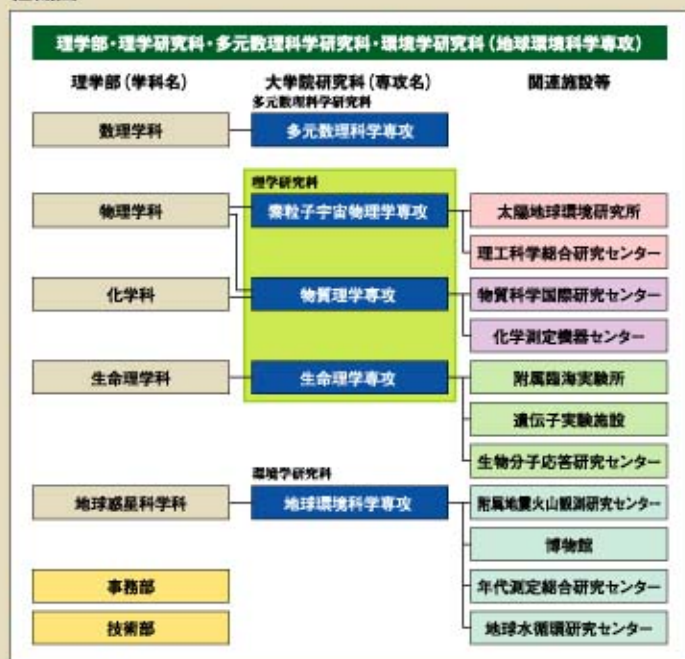 理学部・理学研究科・多元数理科学研究科・環境学研究科(地球環境科学専攻)
理学部(学科名) 大学院研究科(専攻名) 関連施設等
多元数理科学研究科
数理学科 多元数理科学専攻
理学研究科
物理学科 素粒子宇宙物理学専攻 太陽地球環境研究所
理工科学総合研究センター
化学科 物質理学専攻 物質科学国際研究センター
化学測定機器センター
生命理学科 生命理学専攻 附属臨海実験所
遺伝子実験施設
生物分子応答研究センター
環境学研究科
地球惑星科学科 地球環境科学専攻 附属地震火山観測研究センター
博物館
事務部 年代測定総合研究センター
技術部 地球水循環研究センター